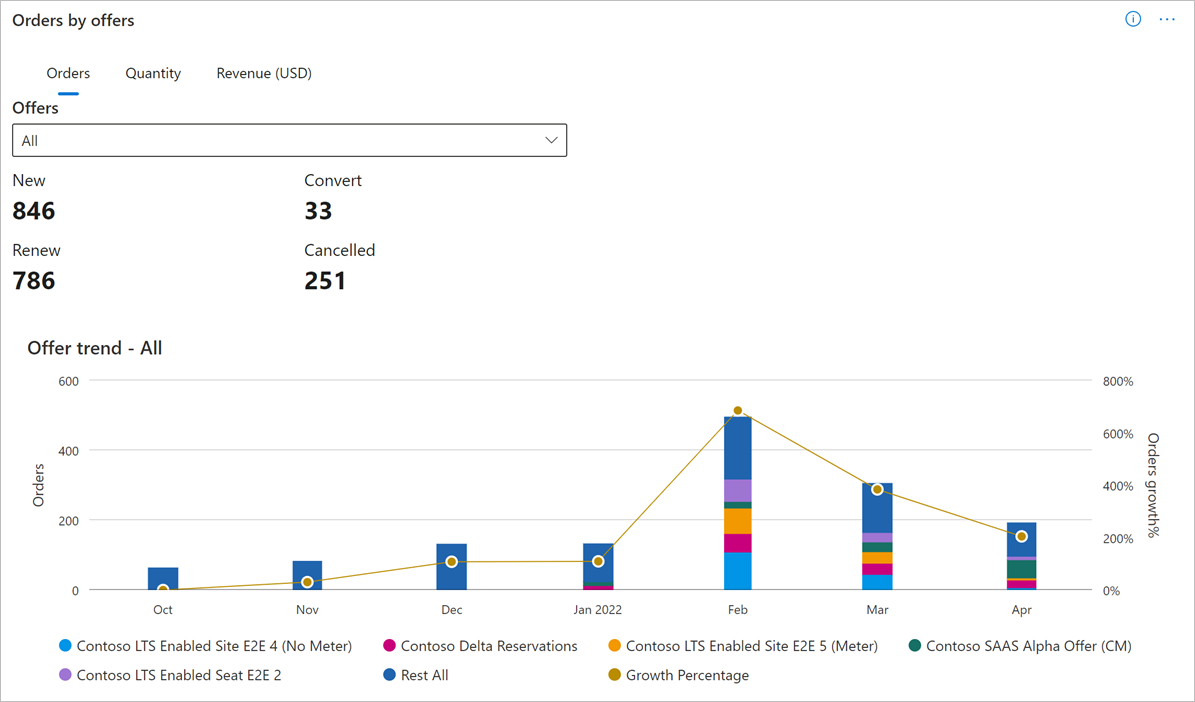 Orders by offers
Orders Quantity Revenue (USD)
Offers
All
New Convert
846 33
Renew Cancelled
786 251
Offer trend - All
600 800%
600%
400
400%
200
200%
0 0%
Orders
Orders growth%
Oct Nov Dec Jan 2022 Feb Mar Apr
Contoso LTS Enabled Site E2E 4 (No Meter) Contoso Delta Reservations Contoso LTS Enabled Site E2E 5 (Meter) Contoso SAAS Alpha Offer (CM)
Contoso LTS Enabled Seat E2E 2 Rest All Growth Percentage